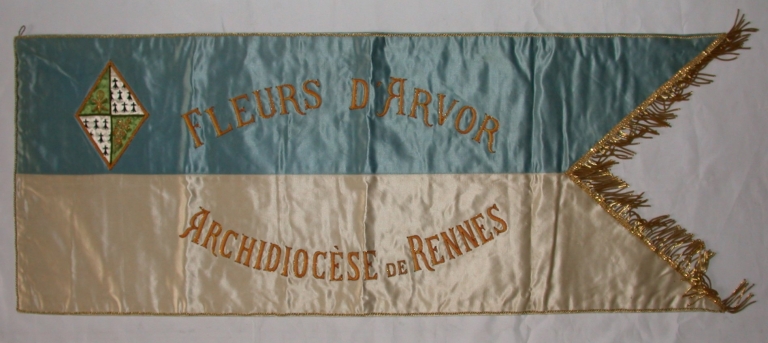 FLEURS D'ARVOR
ARCHIDIOCÈSE DE RENNES